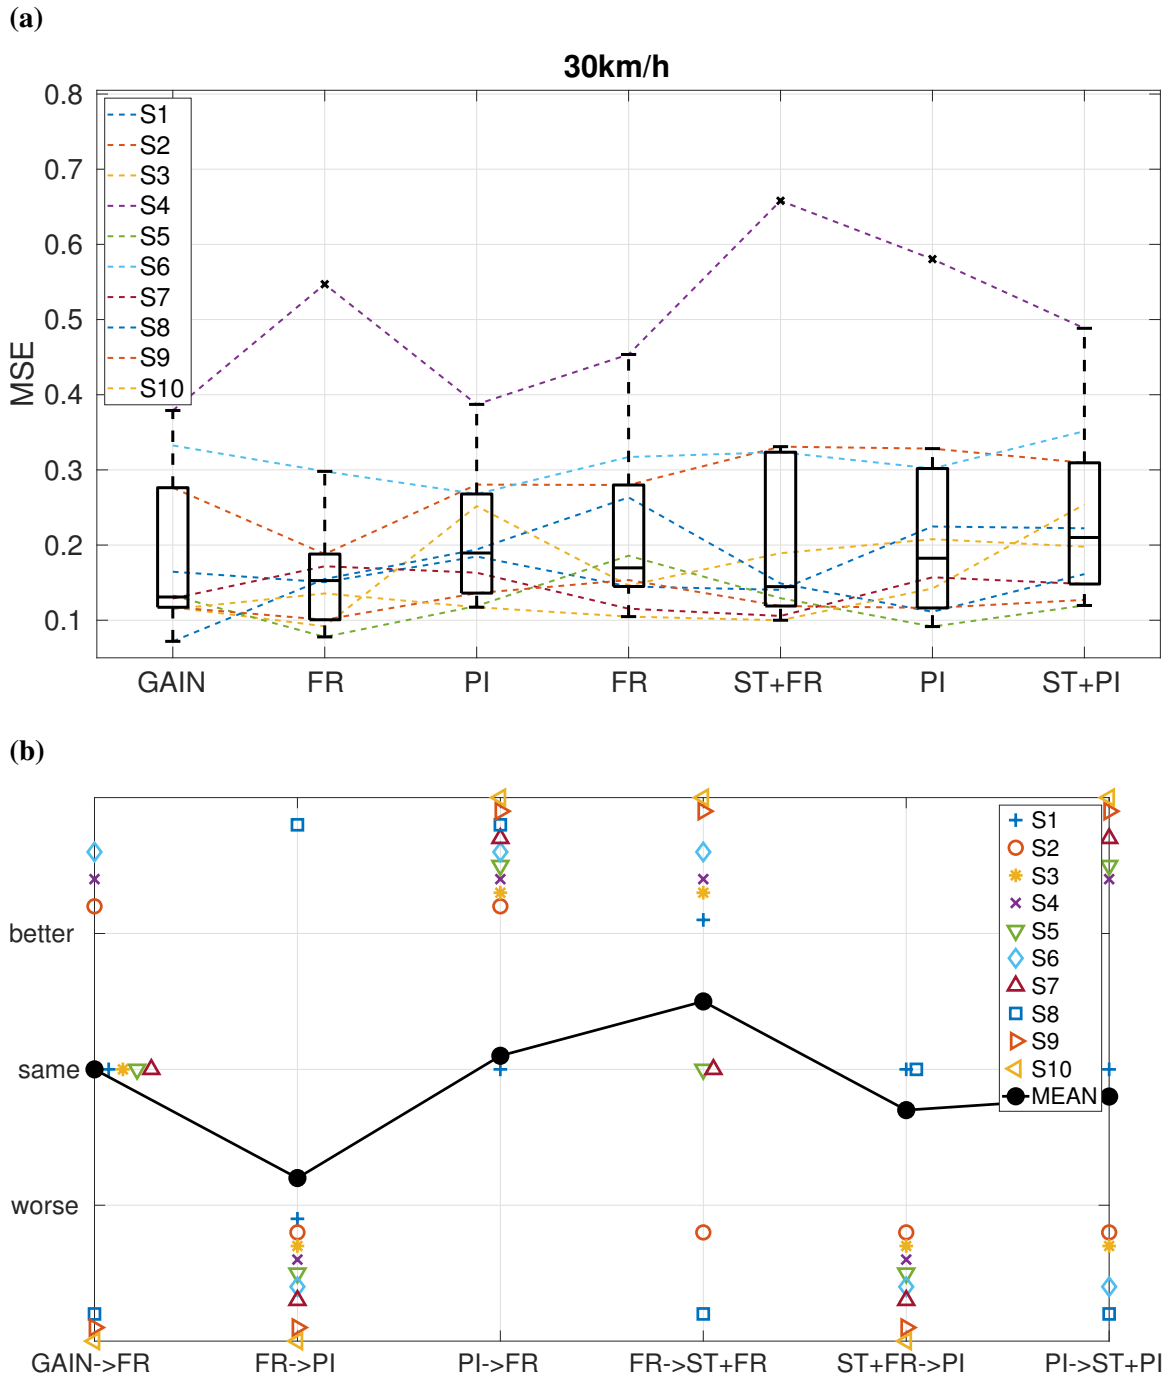 (a)
30km/h
MSE
0.8
0.7
0.6
0.5
0.4
0.3
0.2
0.1
S1
S2
S3
S4
S5
S6
S7
S8
S9
S10
GAIN FR PI FR ST+FR PI ST+PI
(b)
better
same
worse
S1
S2
S3
S4
S5
S6
S7
S8
S9
S10
MEAN
GAIN->FR FR->PI PI->FR FR->ST+FR ST+FR->PI PI->ST+PI